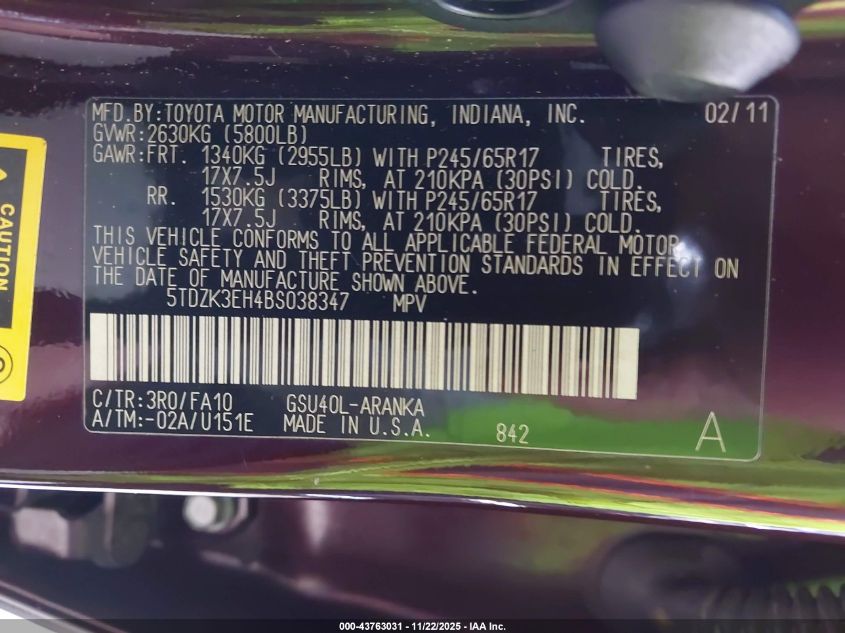 MFD.BY:TOYOTA MOTOR MANUFACTURING, INDIANA, INC. 02/11
GVWR:2630KG (5800LB)
GAWR:FRT. 1340KG (2955LB) WITH P245/65R17 TIRES,
17X7.5J RIMS, AT 210KPA (30PSI) COLD.
RR. 1530KG (3375LB) WITH P245/65R17 TIRES,
17X7.5J RIMS, AT 210KPA (30PSI) COLD.
THIS VEHICLE CONFORMS TO ALL APPLICABLE FEDERAL MOTOR
VEHICLE SAFETY AND THEFT PREVENTION STANDARDS IN EFFECT ON
THE DATE OF MANUFACTURE SHOWN ABOVE.
5TDZK3EH4BS038347 MPV
C/TR:3R0/FA10 GSU40L-ARANKA
A/TM:-02A/U151E MADE IN U.S.A. 842 A
CAUTION
000-43763031 - 11/22/2025 - IAA Inc.